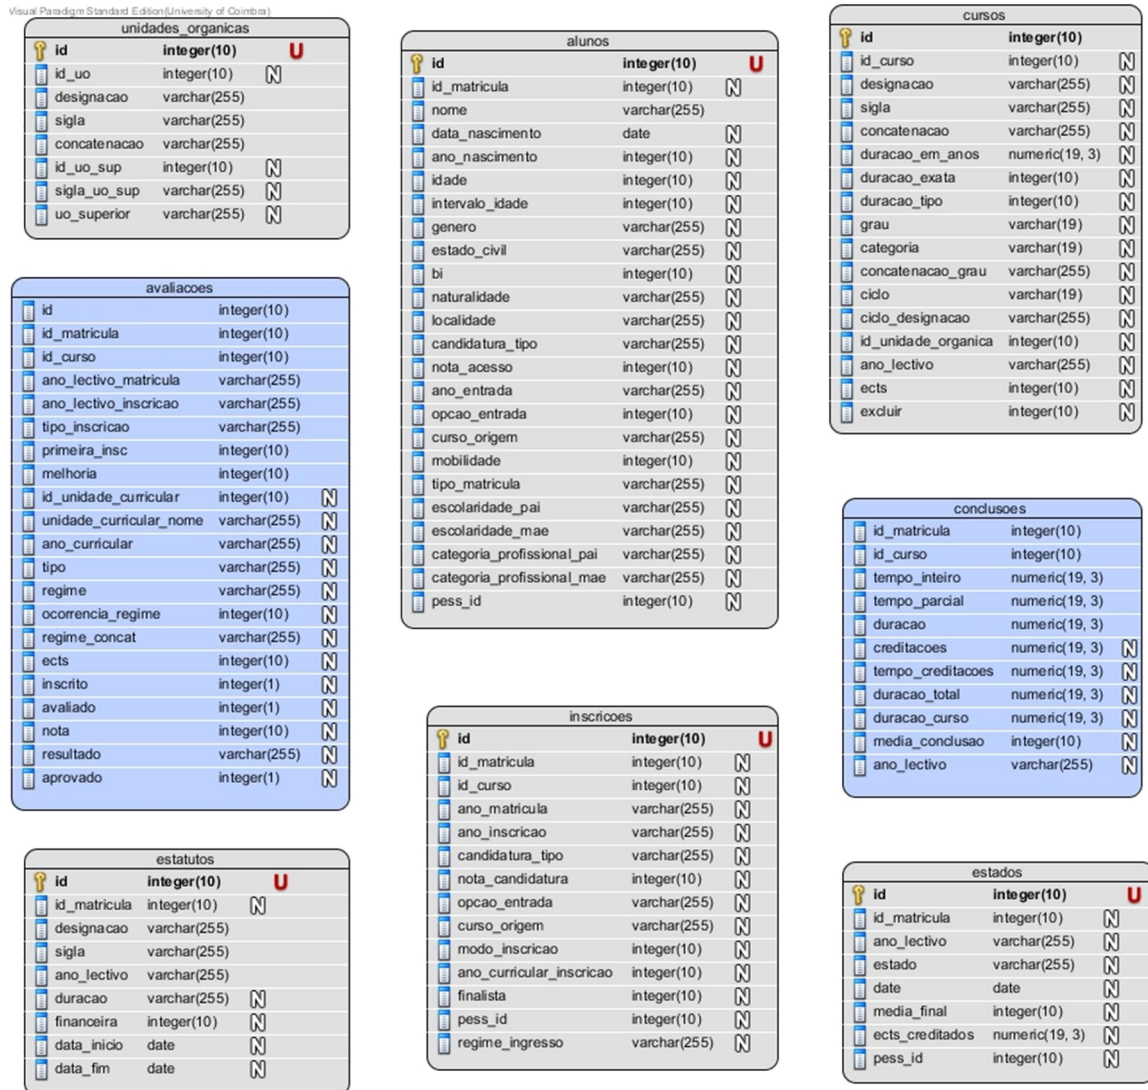 Visual Paradigm Standard Edition(University of Coimbra)
unidades_organicas
id integer(10) U
id_uo integer(10) N
designacao varchar(255)
sigla varchar(255)
concatenacao varchar(255)
id_uo_sup integer(10) N
sigla_uo_sup varchar(255) N
uo_superior varchar(255) N
avaliacoes
id integer(10)
id_matricula integer(10)
id_curso integer(10)
ano_lectivo_matricula varchar(255)
ano_lectivo_inscricao varchar(255)
tipo_inscricao varchar(255)
primeira_insc integer(10)
melhoria integer(10)
id_unidade_curricular integer(10) N
unidade_curricular_nome varchar(255) N
ano_curricular varchar(255) N
tipo varchar(255) N
regime varchar(255) N
ocorrencia_regime integer(10) N
regime_concat varchar(255) N
ects integer(10) N
inscrito integer(1) N
avaliado integer(1) N
nota integer(10) N
resultado varchar(255) N
aprovado integer(1) N
estatutos
id integer(10) U
id_matricula integer(10) N
designacao varchar(255)
sigla varchar(255)
ano_lectivo varchar(255)
duracao varchar(255) N
financeira integer(10) N
data_inicio date N
data_fim date N
alunos
id integer(10) U
id_matricula integer(10) N
nome varchar(255)
data_nascimento date N
ano_nascimento integer(10) N
idade integer(10) N
intervalo_idade integer(10) N
genero varchar(255) N
estado_civil varchar(255) N
bi integer(10) N
naturalidade varchar(255) N
localidade varchar(255) N
candidatura_tipo varchar(255) N
nota_acesso integer(10) N
ano_entrada varchar(255) N
opcao_entrada integer(10) N
curso_origem varchar(255) N
mobilidade integer(10) N
tipo_matricula varchar(255) N
escolaridade_pai varchar(255) N
escolaridade_mae varchar(255) N
categoria_profissional_pai varchar(255) N
categoria_profissional_mae varchar(255) N
pess_id integer(10) N
inscricoes
id integer(10) U
id_matricula integer(10) N
id_curso integer(10) N
ano_matricula varchar(255) N
ano_inscricao varchar(255) N
candidatura_tipo varchar(255) N
nota_candidatura integer(10) N
opcao_entrada varchar(255) N
curso_origem varchar(255) N
modo_inscricao integer(10) N
ano_curricular_inscricao integer(10) N
finalista integer(10) N
pess_id integer(10) N
regime_ingresso varchar(255) N
cursos
id integer(10)
id_curso integer(10) N
designacao varchar(255) N
sigla varchar(255) N
concatenacao varchar(255) N
duracao_em_anos numeric(19, 3) N
duracao_exata integer(10) N
duracao_tipo integer(10) N
grau varchar(19) N
categoria varchar(19) N
concatenacao_grau varchar(255) N
ciclo varchar(19) N
ciclo_designacao varchar(255) N
id_unidade_organica integer(10) N
ano_lectivo varchar(255) N
ects integer(10) N
excluir integer(10) N
conclusoes
id_matricula integer(10)
id_curso integer(10)
tempo_inteiro numeric(19, 3)
tempo_parcial numeric(19, 3)
duracao numeric(19, 3)
creditacoes numeric(19, 3) N
tempo_creditacoes numeric(19, 3) N
duracao_total numeric(19, 3) N
duracao_curso numeric(19, 3) N
media_conclusao integer(10) N
ano_lectivo varchar(255) N
estados
id integer(10) U
id_matricula integer(10) N
ano_lectivo varchar(255) N
estado varchar(255) N
date date N
media_final integer(10) N
ects_creditados numeric(19, 3) N
pess_id integer(10) N